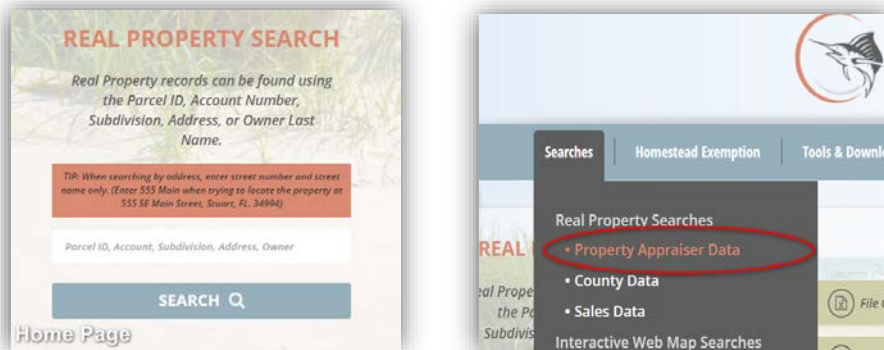 REAL PROPERTY SEARCH
Real Property records can be found using
the Parcel ID, Account Number,
Subdivision, Address, or Owner Last
Name.
TIP: When searching by address, enter street number and street
name only. (Enter 555 Main when trying to locate the property at
555 SE Main Street, Stuart, FL. 34994)
Parcel ID, Account, Subdivision, Address, Owner
SEARCH
Home Page
Searches
Homestead Exemption
Tools & Downl
Real Property Searches
• Property Appraiser Data
• County Data
• Sales Data
Interactive Web Map Searches
REAL
eal Prope
the P
Subdivis
File